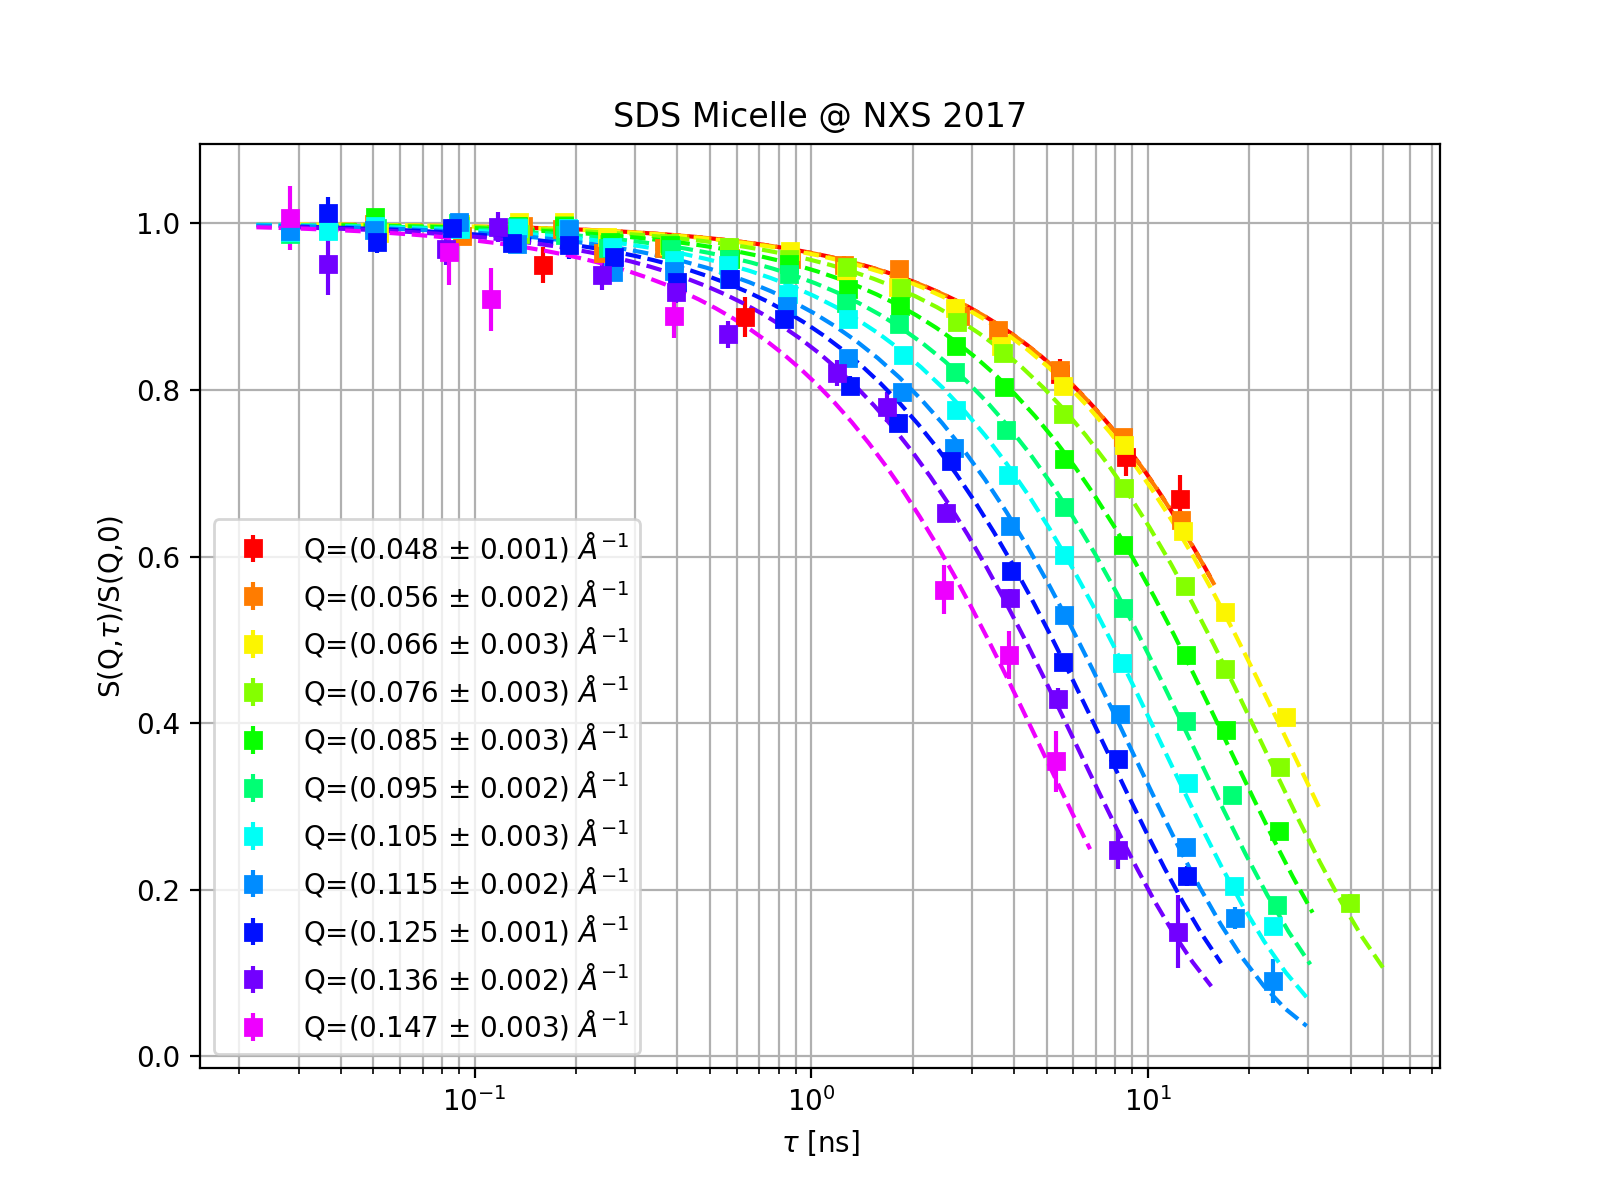 SDS Micelle @ NXS 2017
S(Q,τ)/S(Q,0)
1.0
0.8
0.6
0.4
0.2
0.0
Q=(0.048 ± 0.001) Å⁻¹
Q=(0.056 ± 0.002) Å⁻¹
Q=(0.066 ± 0.003) Å⁻¹
Q=(0.076 ± 0.003) Å⁻¹
Q=(0.085 ± 0.003) Å⁻¹
Q=(0.095 ± 0.002) Å⁻¹
Q=(0.105 ± 0.003) Å⁻¹
Q=(0.115 ± 0.002) Å⁻¹
Q=(0.125 ± 0.001) Å⁻¹
Q=(0.136 ± 0.002) Å⁻¹
Q=(0.147 ± 0.003) Å⁻¹
10⁻¹ 10⁰ 10¹
τ [ns]